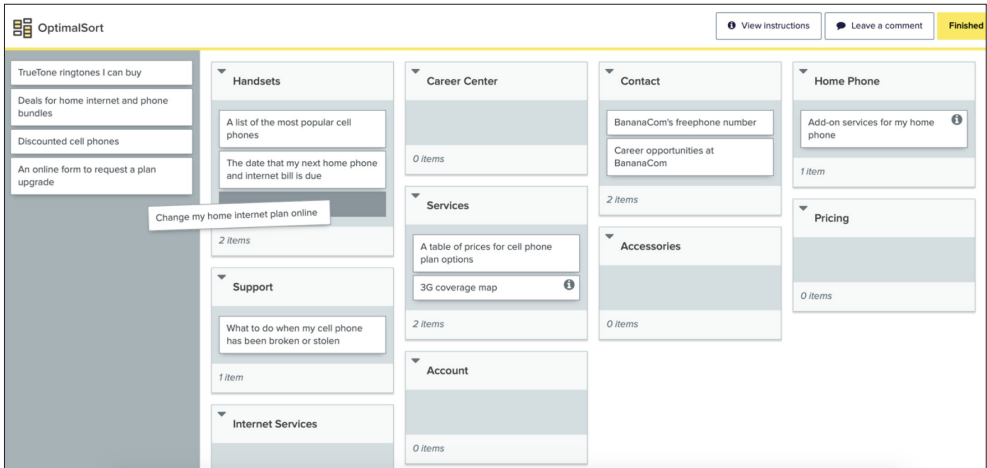 OptimalSort
View instructions
Leave a comment
Finished
TrueTone ringtones I can buy
Deals for home internet and phone
bundles
Discounted cell phones
An online form to request a plan
upgrade
Change my home internet plan online
Handsets
A list of the most popular cell
phones
The date that my next home phone
and internet bill is due
2 items
Support
What to do when my cell phone
has been broken or stolen
1 item
Internet Services
Career Center
0 items
Services
A table of prices for cell phone
plan options
3G coverage map
2 items
Account
0 items
Contact
BananaCom's freephone number
Career opportunities at
BananaCom
2 items
Accessories
0 items
Home Phone
Add-on services for my home
phone
1 item
Pricing
0 items